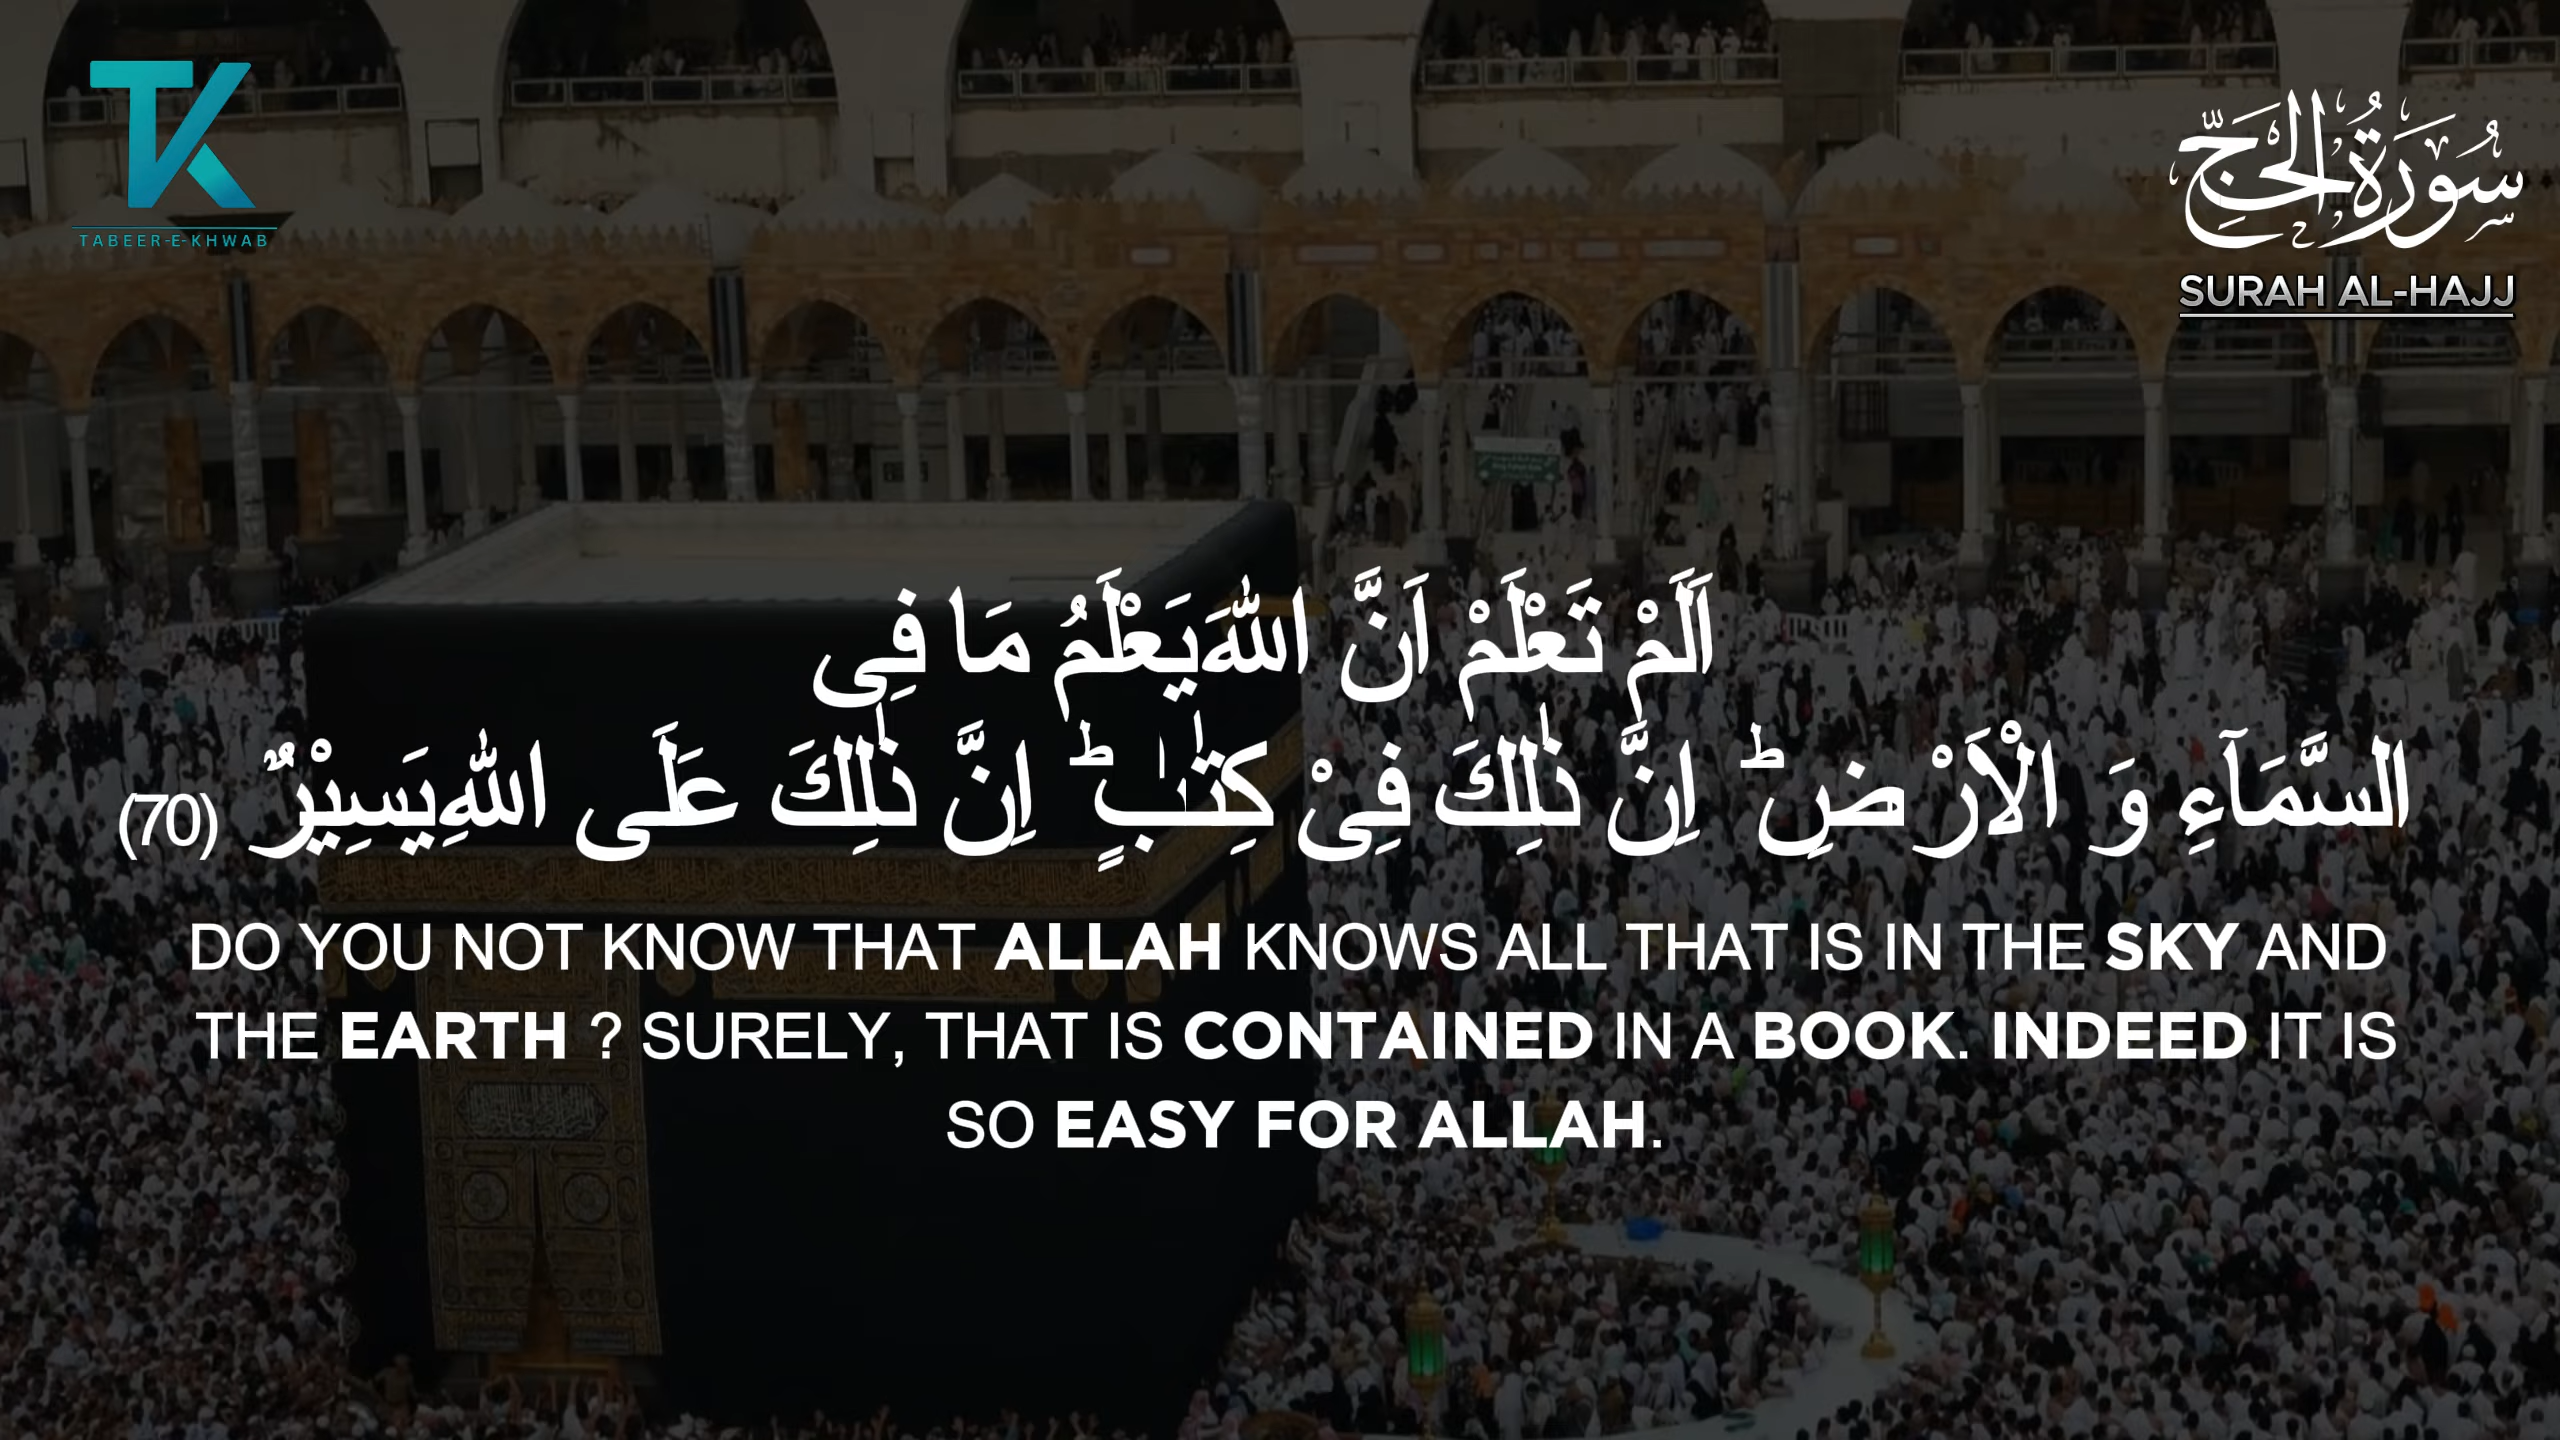 TK
TABEER-E-KHWAB
سُورَةُ الحَجِّ
SURAH AL-HAJJ
اَلَمْ تَعْلَمْ اَنَّ اللّٰهَ یَعْلَمُ مَا فِی
السَّمَآءِ وَ الْاَرْضِؕ اِنَّ ذٰلِكَ فِیْ كِتٰبٍؕ اِنَّ ذٰلِكَ عَلَى اللّٰهِ یَسِیْرٌ (70)
DO YOU NOT KNOW THAT ALLAH KNOWS ALL THAT IS IN THE SKY AND
THE EARTH ? SURELY, THAT IS CONTAINED IN A BOOK. INDEED IT IS
SO EASY FOR ALLAH.